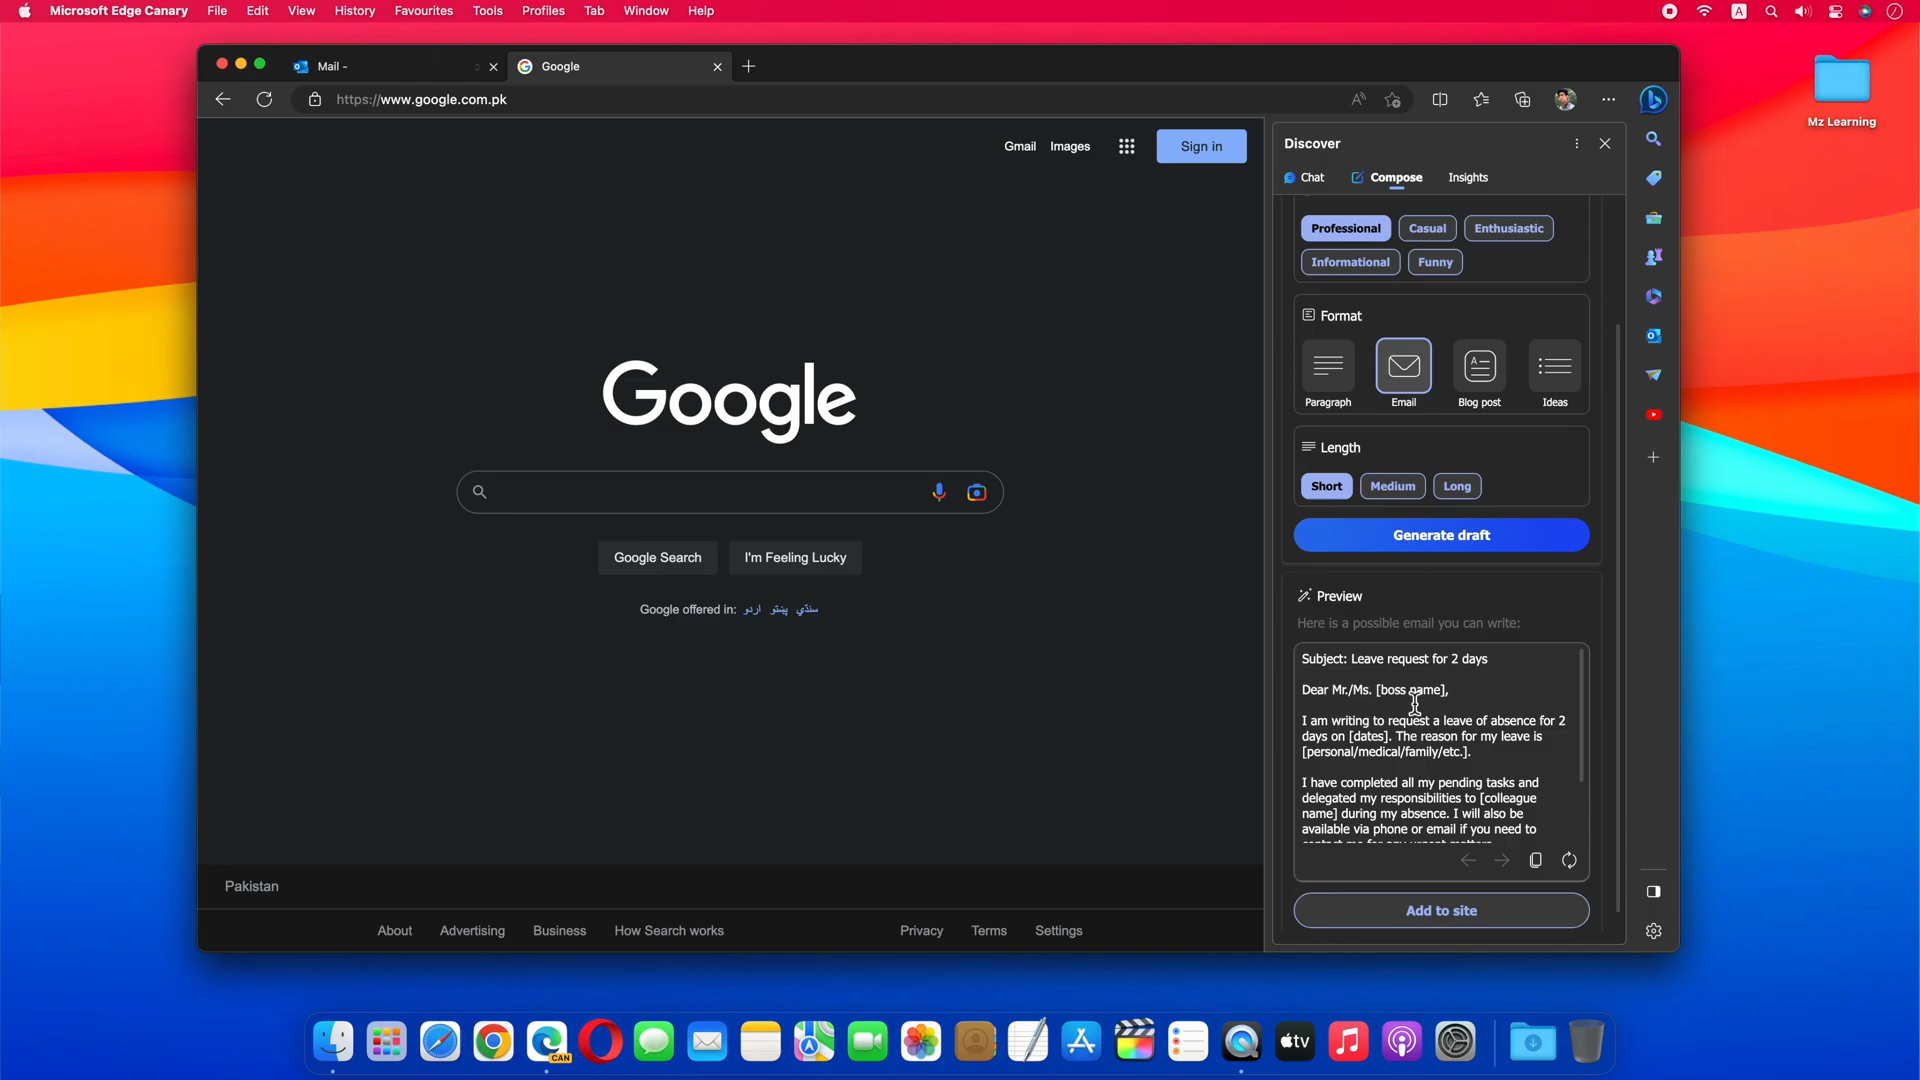 Microsoft Edge Canary File Edit View History Favourites Tools Profiles Tab Window Help
A
Mail -
Google
https://www.google.com.pk
Mz Learning
Gmail Images
Sign in
Google
Google Search
I'm Feeling Lucky
Google offered in: اردو پښتو سنڌي
Pakistan
About Advertising Business How Search works
Privacy Terms Settings
Discover
Chat Compose Insights
Professional Casual Enthusiastic
Informational Funny
Format
Paragraph Email Blog post Ideas
Length
Short Medium Long
Generate draft
Preview
Here is a possible email you can write:
Subject: Leave request for 2 days
Dear Mr./Ms. [boss name],
I am writing to request a leave of absence for 2
days on [dates]. The reason for my leave is
[personal/medical/family/etc.].
I have completed all my pending tasks and
delegated my responsibilities to [colleague
name] during my absence. I will also be
available via phone or email if you need to
Add to site
CAN
tv